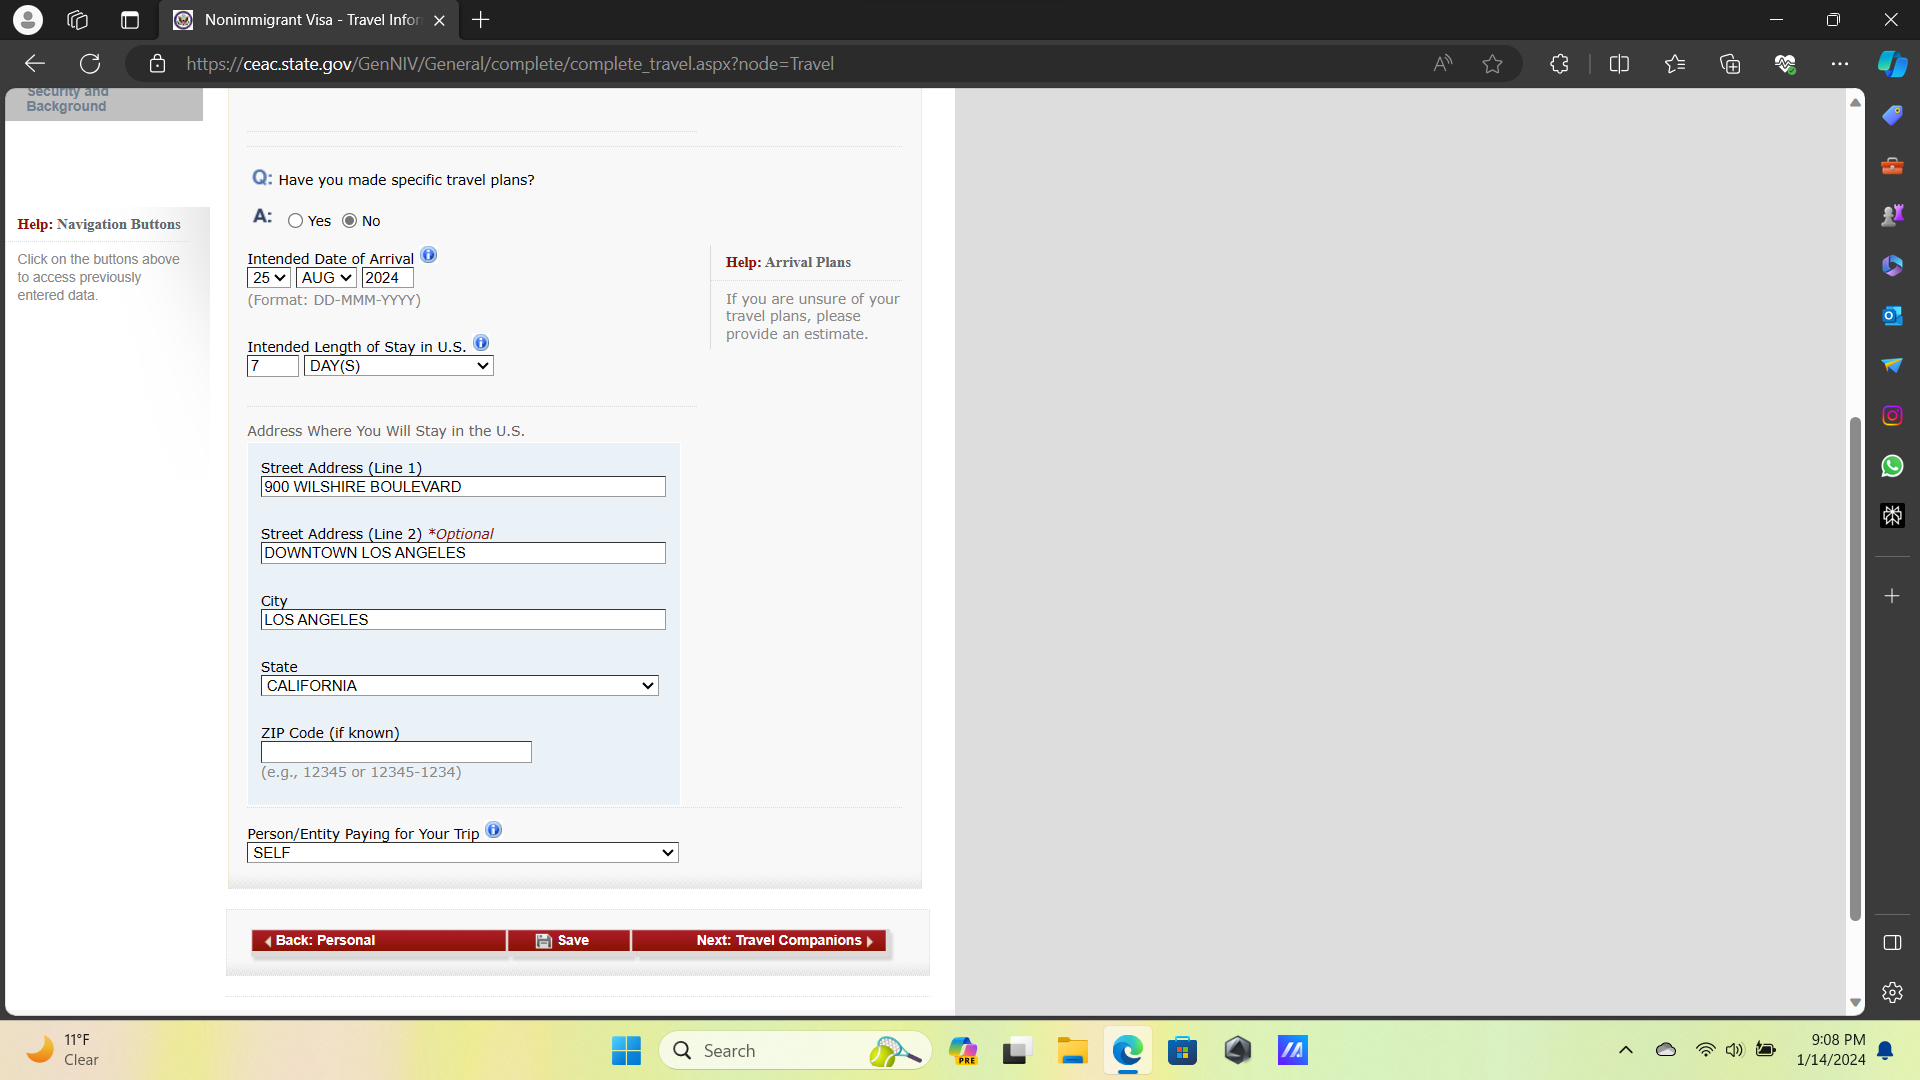 Nonimmigrant Visa - Travel Infor
https://ceac.state.gov/GenNIV/General/complete/complete_travel.aspx?node=Travel
Security and
Background
Help: Navigation Buttons
Click on the buttons above
to access previously
entered data.
Q: Have you made specific travel plans?
A: Yes No
Intended Date of Arrival
25 AUG 2024
(Format: DD-MMM-YYYY)
Help: Arrival Plans
If you are unsure of your
travel plans, please
provide an estimate.
Intended Length of Stay in U.S.
7 DAY(S)
Address Where You Will Stay in the U.S.
Street Address (Line 1)
900 WILSHIRE BOULEVARD
Street Address (Line 2) *Optional
DOWNTOWN LOS ANGELES
City
LOS ANGELES
State
CALIFORNIA
ZIP Code (if known)
(e.g., 12345 or 12345-1234)
Person/Entity Paying for Your Trip
SELF
Back: Personal Save Next: Travel Companions
11°F
Clear
Search
PRE
9:08 PM
1/14/2024